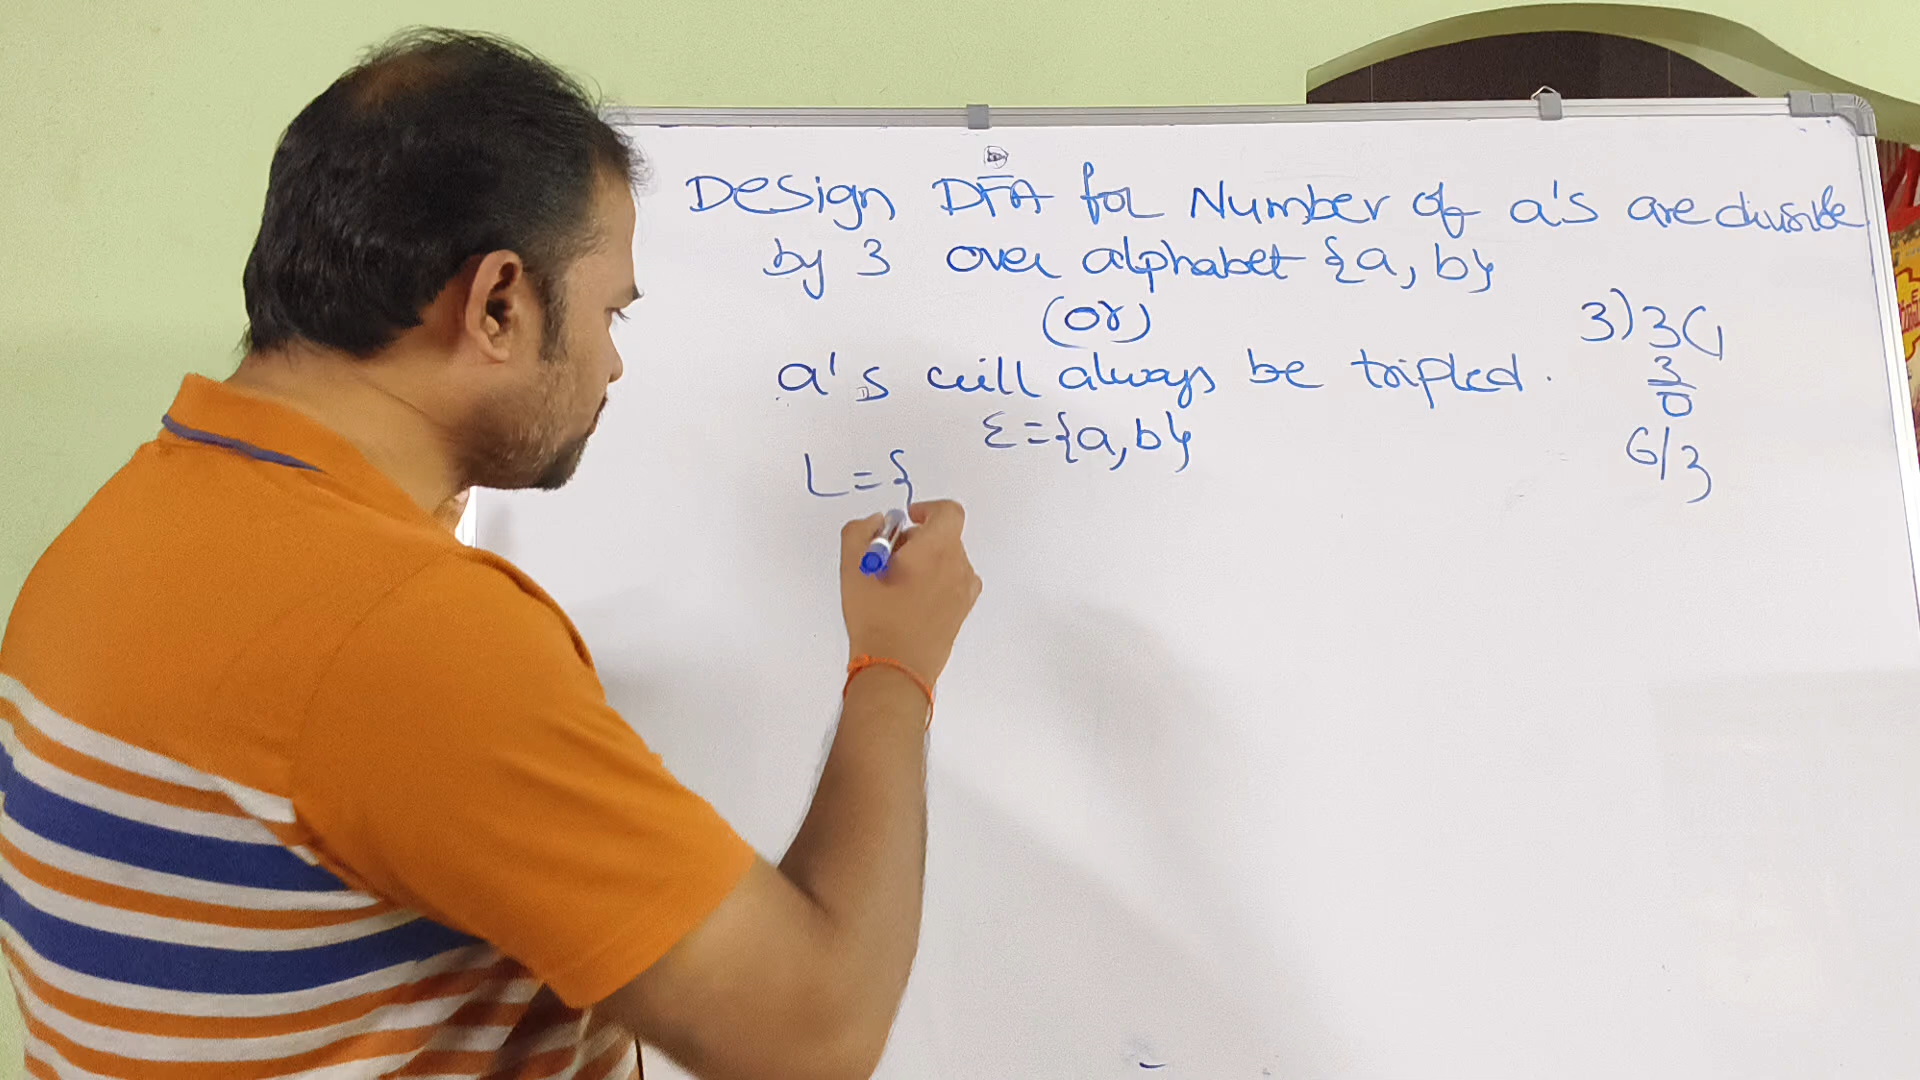 Design DFA for Number of a's are divisible
by 3 over alphabet {a, b}
(or)
a's will always be tripled.
Σ={a,b}
L={
3)3(1
3
0
6/3